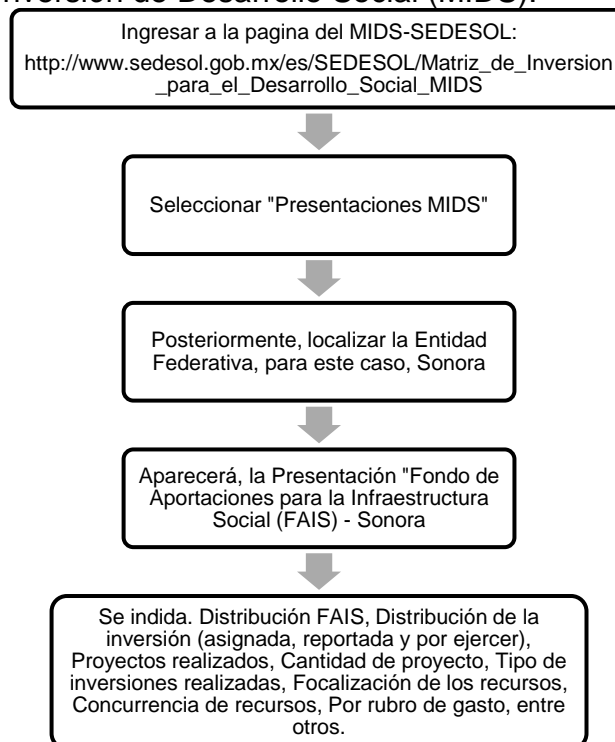 Inversión de Desarrollo Social (MIDS).
Ingresar a la pagina del MIDS-SEDESOL:
http://www.sedesol.gob.mx/es/SEDESOL/Matriz_de_Inversion
_para_el_Desarrollo_Social_MIDS
Seleccionar "Presentaciones MIDS"
Posteriormente, localizar la Entidad
Federativa, para este caso, Sonora
Aparecerá, la Presentación "Fondo de
Aportaciones para la Infraestructura
Social (FAIS) - Sonora
Se indida. Distribución FAIS, Distribución de la
inversión (asignada, reportada y por ejercer),
Proyectos realizados, Cantidad de proyecto, Tipo de
inversiones realizadas, Focalización de los recursos,
Concurrencia de recursos, Por rubro de gasto, entre
otros.